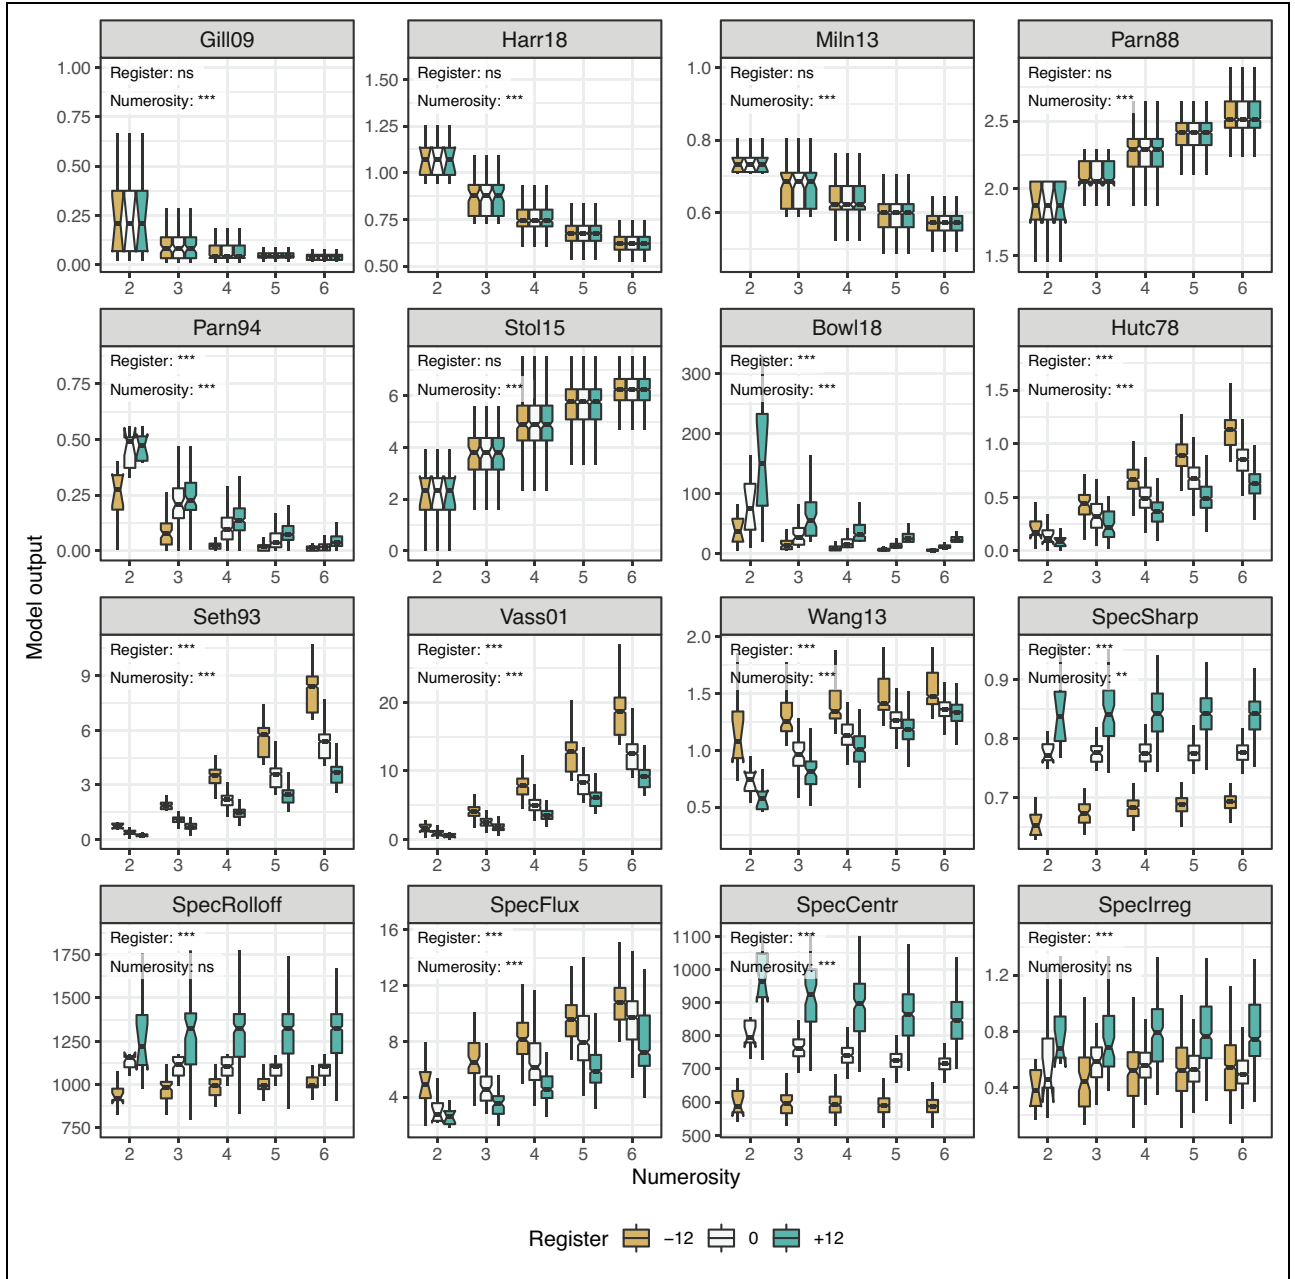 Gill09 Harr18 Miln13 Parn88
Register: ns Register: ns Register: ns Register: ns
Numerosity: *** Numerosity: *** Numerosity: *** Numerosity: ***
1.00 0.75 0.50 0.25 0.00
1.50 1.25 1.00 0.75 0.50
1.0 0.8 0.6
2.5 2.0 1.5
2 3 4 5 6 2 3 4 5 6 2 3 4 5 6 2 3 4 5 6
Parn94 Stol15 Bowl18 Hutc78
Register: *** Register: ns Register: *** Register: ***
Numerosity: *** Numerosity: *** Numerosity: *** Numerosity: ***
0.75 0.50 0.25 0.00
6 4 2 0
300 200 100 0
1.5 1.0 0.5 0.0
2 3 4 5 6 2 3 4 5 6 2 3 4 5 6 2 3 4 5 6
Model output
Seth93 Vass01 Wang13 SpecSharp
Register: *** Register: *** Register: *** Register: ***
Numerosity: *** Numerosity: *** Numerosity: *** Numerosity: **
9 6 3 0
20 10 0
2.0 1.5 1.0 0.5
0.9 0.8 0.7
2 3 4 5 6 2 3 4 5 6 2 3 4 5 6 2 3 4 5 6
SpecRolloff SpecFlux SpecCentr SpecIrreg
Register: *** Register: *** Register: *** Register: ***
Numerosity: ns Numerosity: *** Numerosity: *** Numerosity: ns
1750 1500 1250 1000 750
16 12 8 4
1100 1000 900 800 700 600 500
1.2 0.8 0.4
2 3 4 5 6 2 3 4 5 6 2 3 4 5 6 2 3 4 5 6
Numerosity
Register −12 0 +12